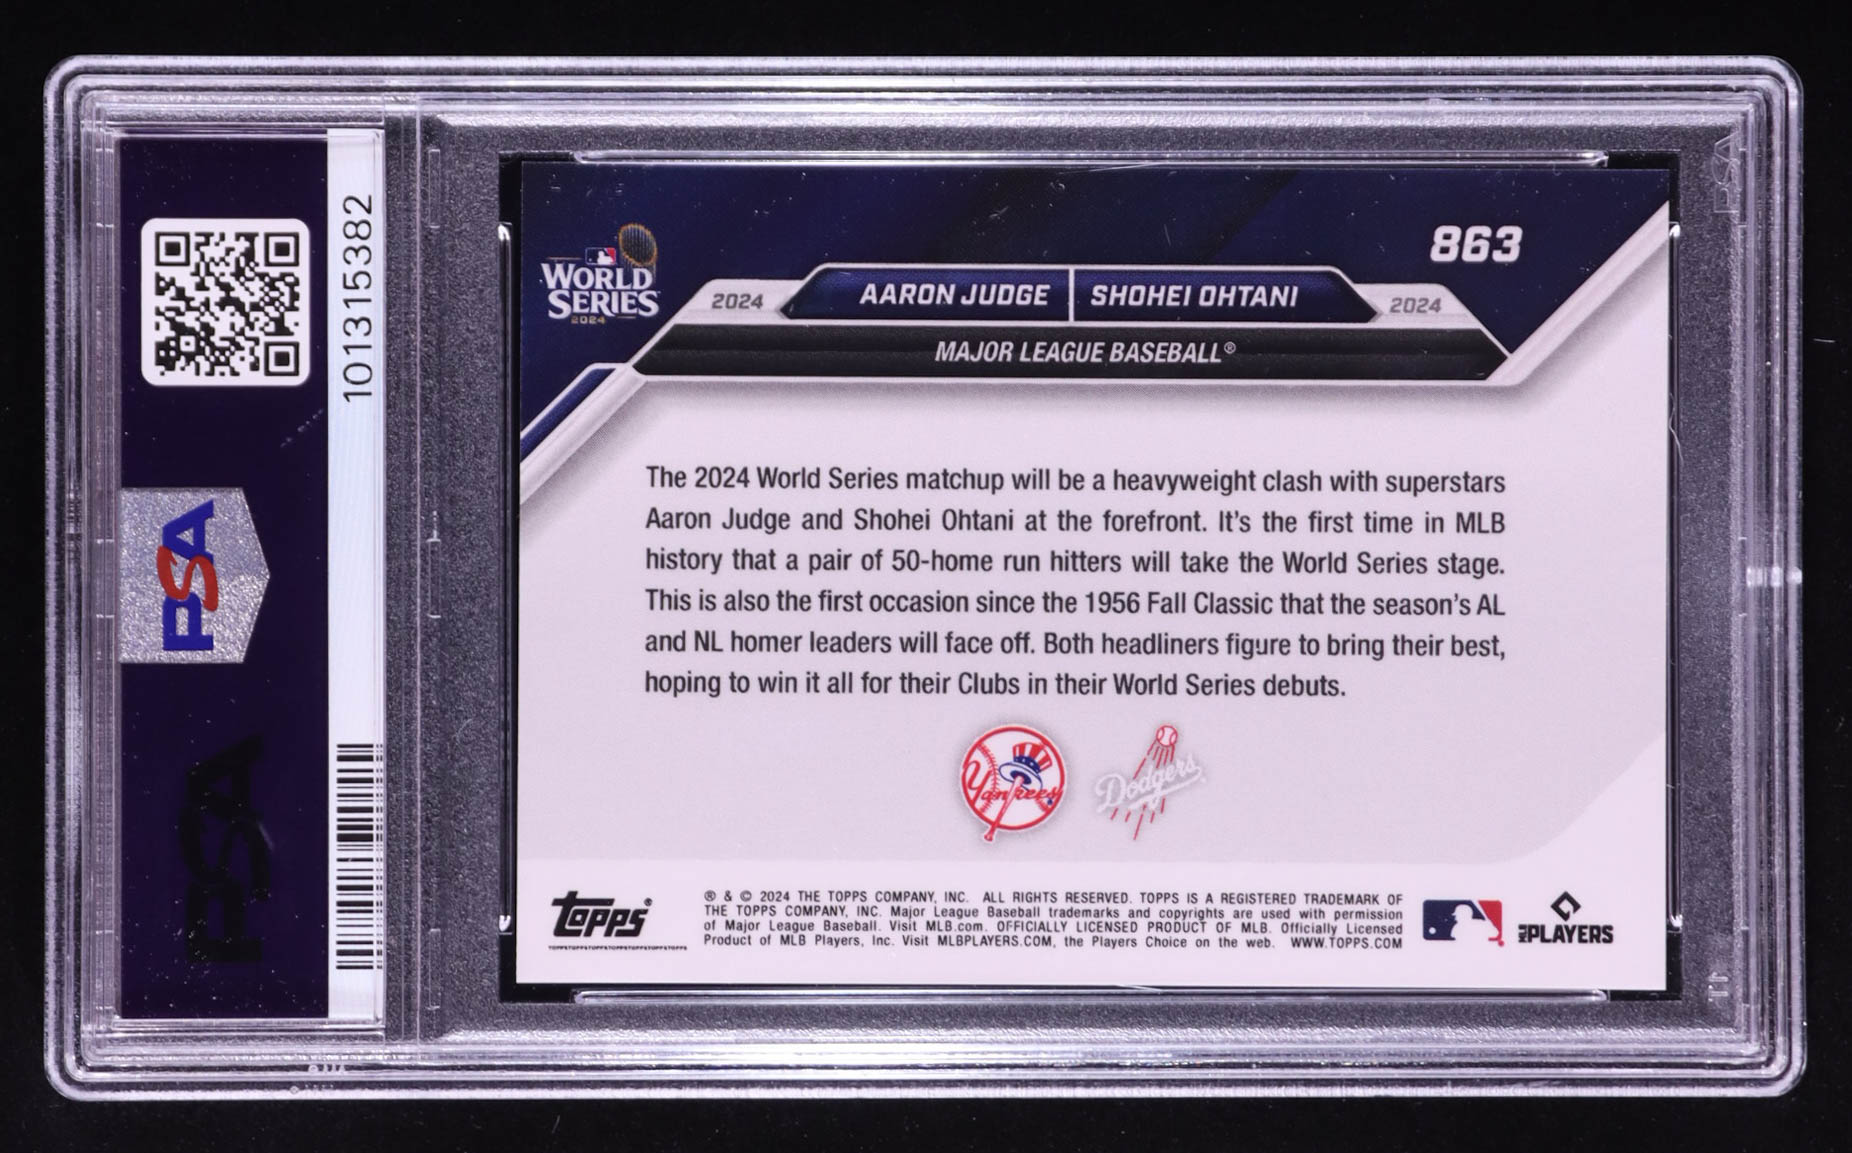 101315382
PSA
PSA
WORLD
SERIES
2024
863
2024
AARON JUDGE
SHOHEI OHTANI
2024
MAJOR LEAGUE BASEBALL®
The 2024 World Series matchup will be a heavyweight clash with superstars
Aaron Judge and Shohei Ohtani at the forefront. It's the first time in MLB
history that a pair of 50-home run hitters will take the World Series stage.
This is also the first occasion since the 1956 Fall Classic that the season's AL
and NL homer leaders will face off. Both headliners figure to bring their best,
hoping to win it all for their Clubs in their World Series debuts.
Yankees
Dodgers
topps®
TOPPSTOPPSTOPPSTOPPSTOPPSTOPPSTOPPS
® & © 2024 THE TOPPS COMPANY, INC. ALL RIGHTS RESERVED. TOPPS IS A REGISTERED TRADEMARK OF
THE TOPPS COMPANY, INC. Major League Baseball trademarks and copyrights are used with permission
of Major League Baseball. Visit MLB.com. OFFICIALLY LICENSED PRODUCT OF MLB. Officially Licensed
Product of MLB Players, Inc. Visit MLBPLAYERS.COM, the Players Choice on the web. WWW.TOPPS.COM
MLB PLAYERS
PSA